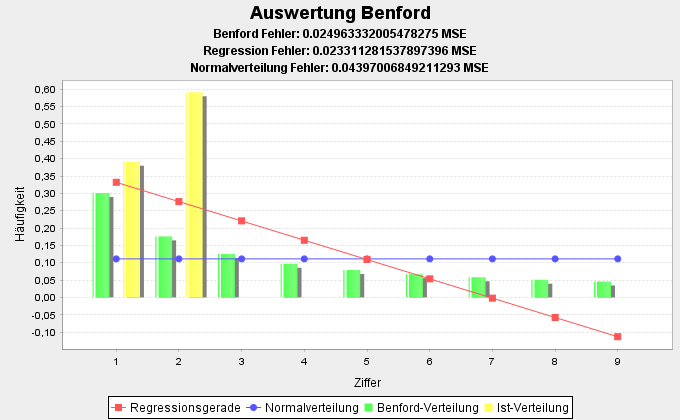 Auswertung Benford
Benford Fehler: 0.024963332005478275 MSE
Regression Fehler: 0.023311281537897396 MSE
Normalverteilung Fehler: 0.04397006849211293 MSE
Häufigkeit
0,60
0,55
0,50
0,45
0,40
0,35
0,30
0,25
0,20
0,15
0,10
0,05
0,00
-0,05
-0,10
1 2 3 4 5 6 7 8 9
Ziffer
Regressionsgerade Normalverteilung Benford-Verteilung Ist-Verteilung